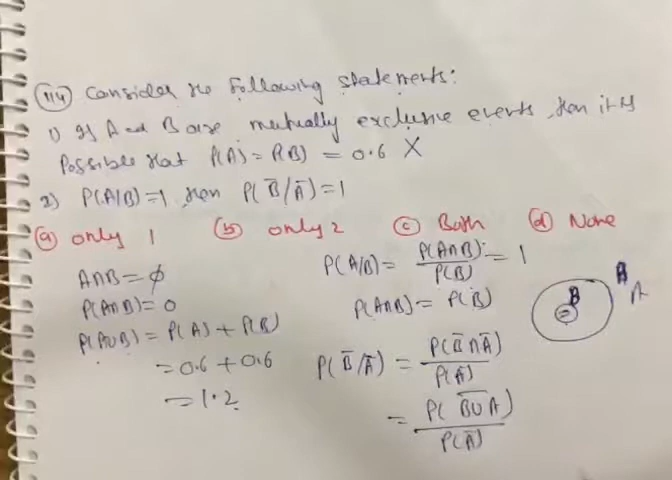 114) Consider the following statements:
1) If A and B are mutually exclusive events, then it is
Possible that P(A) = P(B) = 0.6 X
2) P(A/B) = 1, then P(B̅/A̅) = 1
(a) only 1 (b) only 2 (c) Both (d) None
A∩B = ϕ
P(A∩B) = 0
P(A∪B) = P(A) + P(B)
= 0.6 + 0.6
= 1.2
P(A/B) = P(A∩B) / P(B) = 1
P(A∩B) = P(B)
P(B̅/A̅) = P(B̅∩A̅) / P(A̅)
= P(\overline{B∪A}) / P(A̅)
B B A